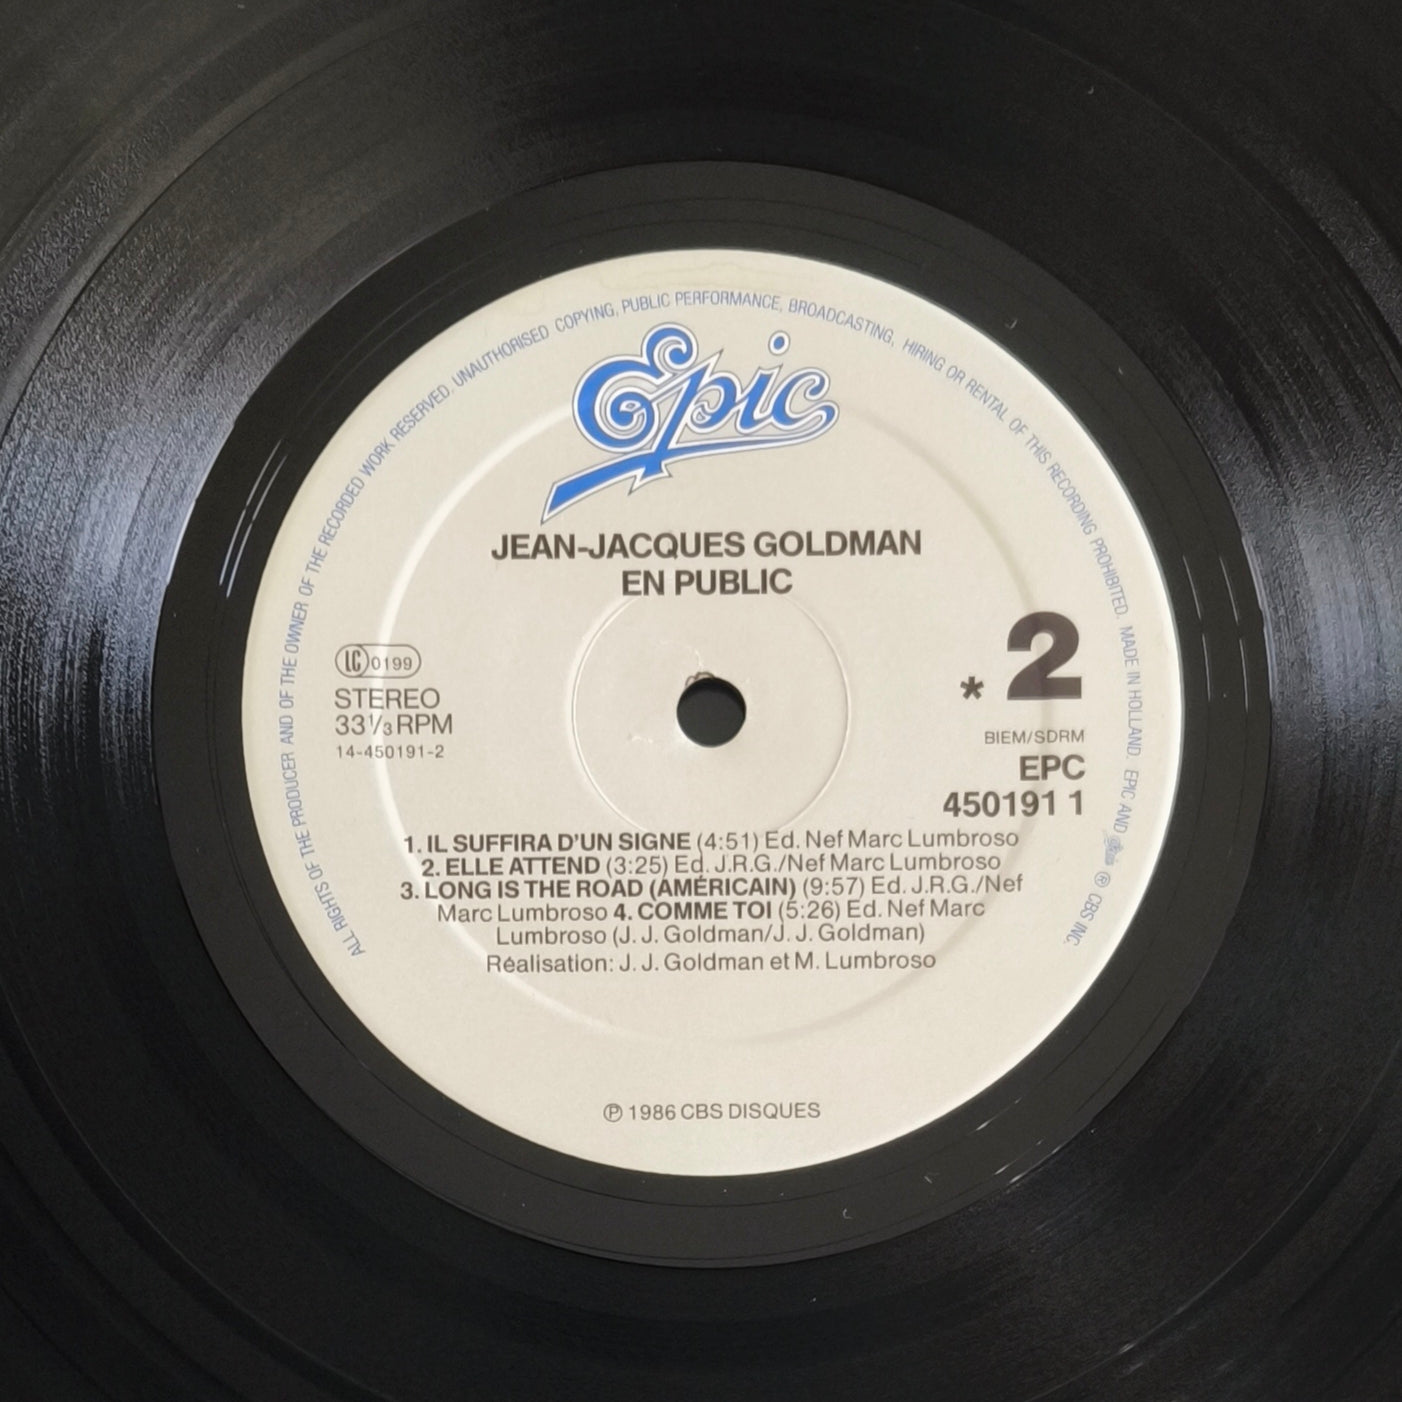 ALL RIGHTS OF THE PRODUCER AND OF THE OWNER OF THE RECORDED WORK RESERVED. UNAUTHORISED COPYING, PUBLIC PERFORMANCE, BROADCASTING, HIRING OR RENTAL OF THIS RECORDING PROHIBITED. MADE IN HOLLAND. EPIC AND ℗ CBS INC.
Epic
JEAN-JACQUES GOLDMAN
EN PUBLIC
LC 0199
STEREO
33⅓ RPM
14-450191-2
* 2
BIEM/SDRM
EPC
450191 1
1. IL SUFFIRA D'UN SIGNE (4:51) Ed. Nef Marc Lumbroso
2. ELLE ATTEND (3:25) Ed. J.R.G./Nef Marc Lumbroso
3. LONG IS THE ROAD (AMÉRICAIN) (9:57) Ed. J.R.G./Nef
Marc Lumbroso 4. COMME TOI (5:26) Ed. Nef Marc
Lumbroso (J. J. Goldman/J. J. Goldman)
Réalisation: J. J. Goldman et M. Lumbroso
℗ 1986 CBS DISQUES